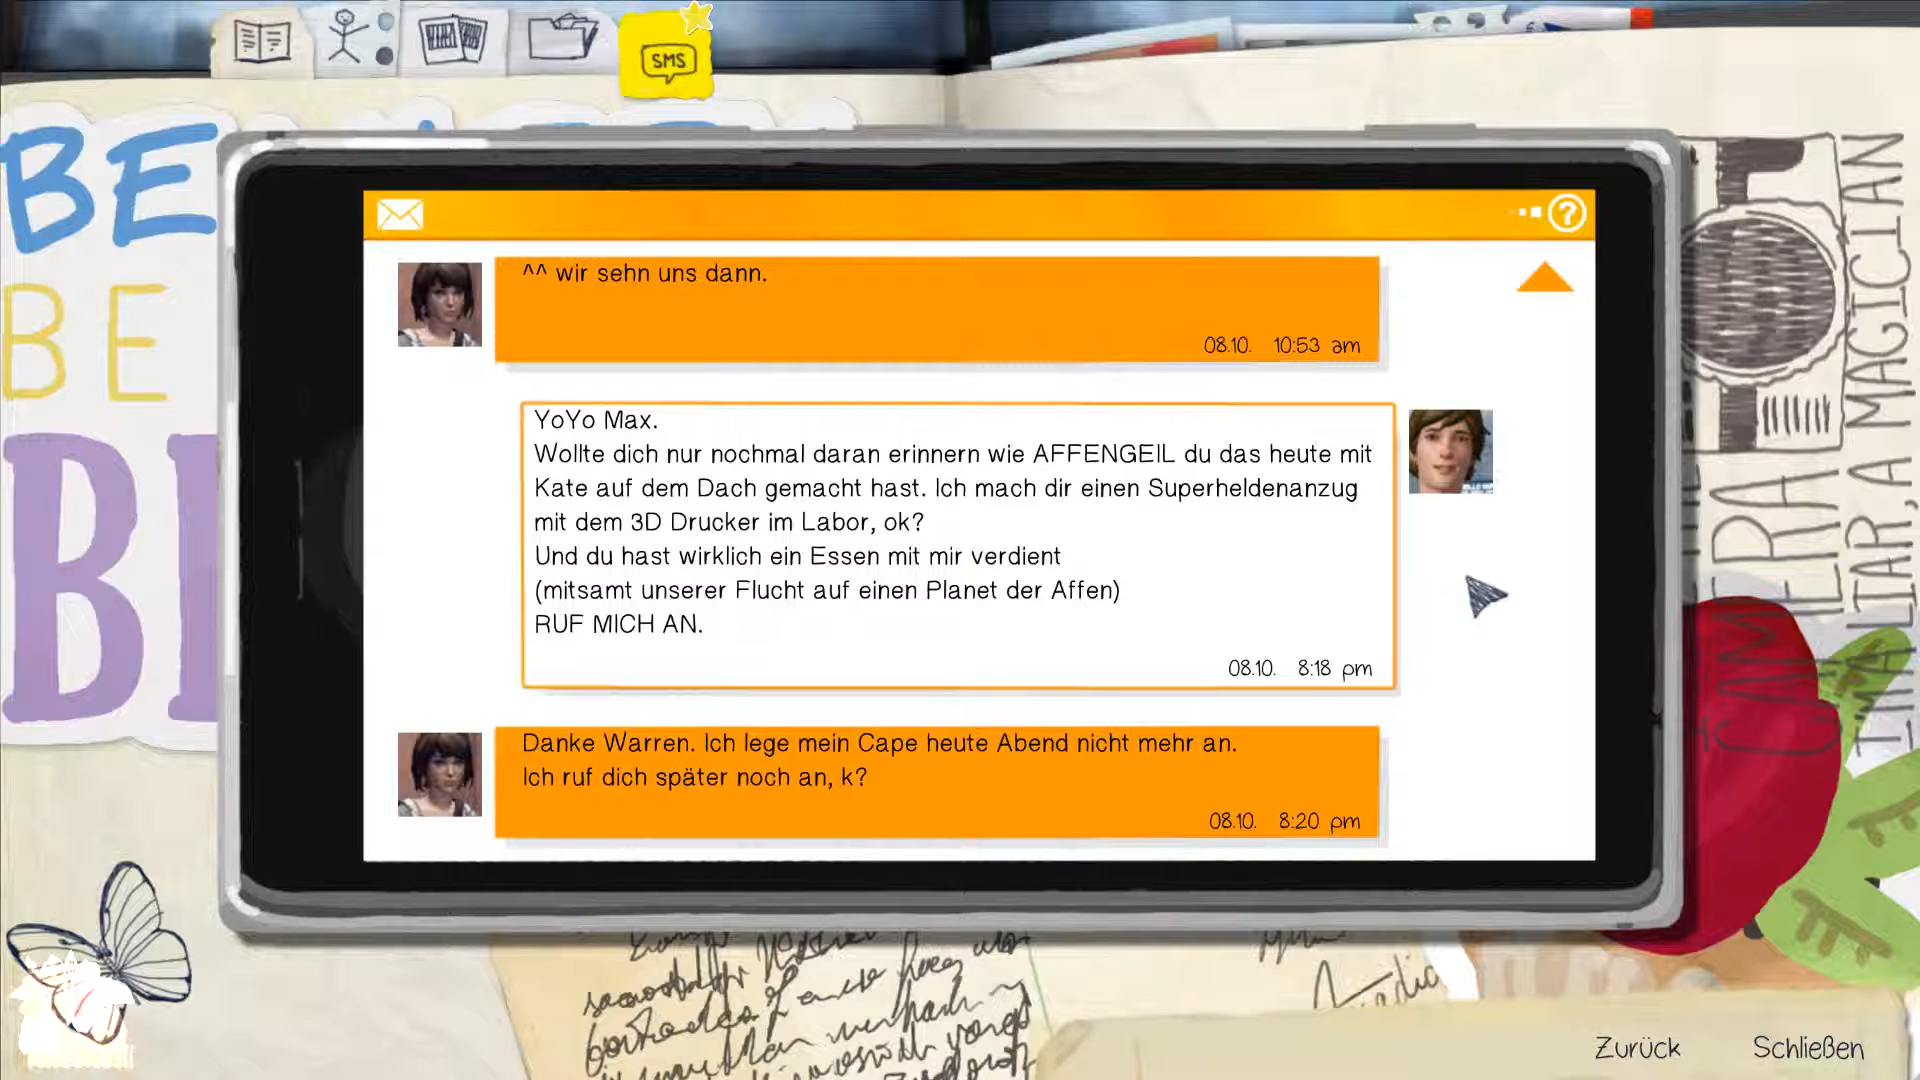 SMS
BE
BE
^^ wir sehn uns dann.
08.10. 10:53 am
YoYo Max.
Wollte dich nur nochmal daran erinnern wie AFFENGEIL du das heute mit
Kate auf dem Dach gemacht hast. Ich mach dir einen Superheldenanzug
mit dem 3D Drucker im Labor, ok?
Und du hast wirklich ein Essen mit mir verdient
(mitsamt unserer Flucht auf einen Planet der Affen)
RUF MICH AN.
08.10. 8:18 pm
Danke Warren. Ich lege mein Cape heute Abend nicht mehr an.
Ich ruf dich später noch an, k?
08.10. 8:20 pm
LIAR, A MAGICIAN
Zurück
Schließen